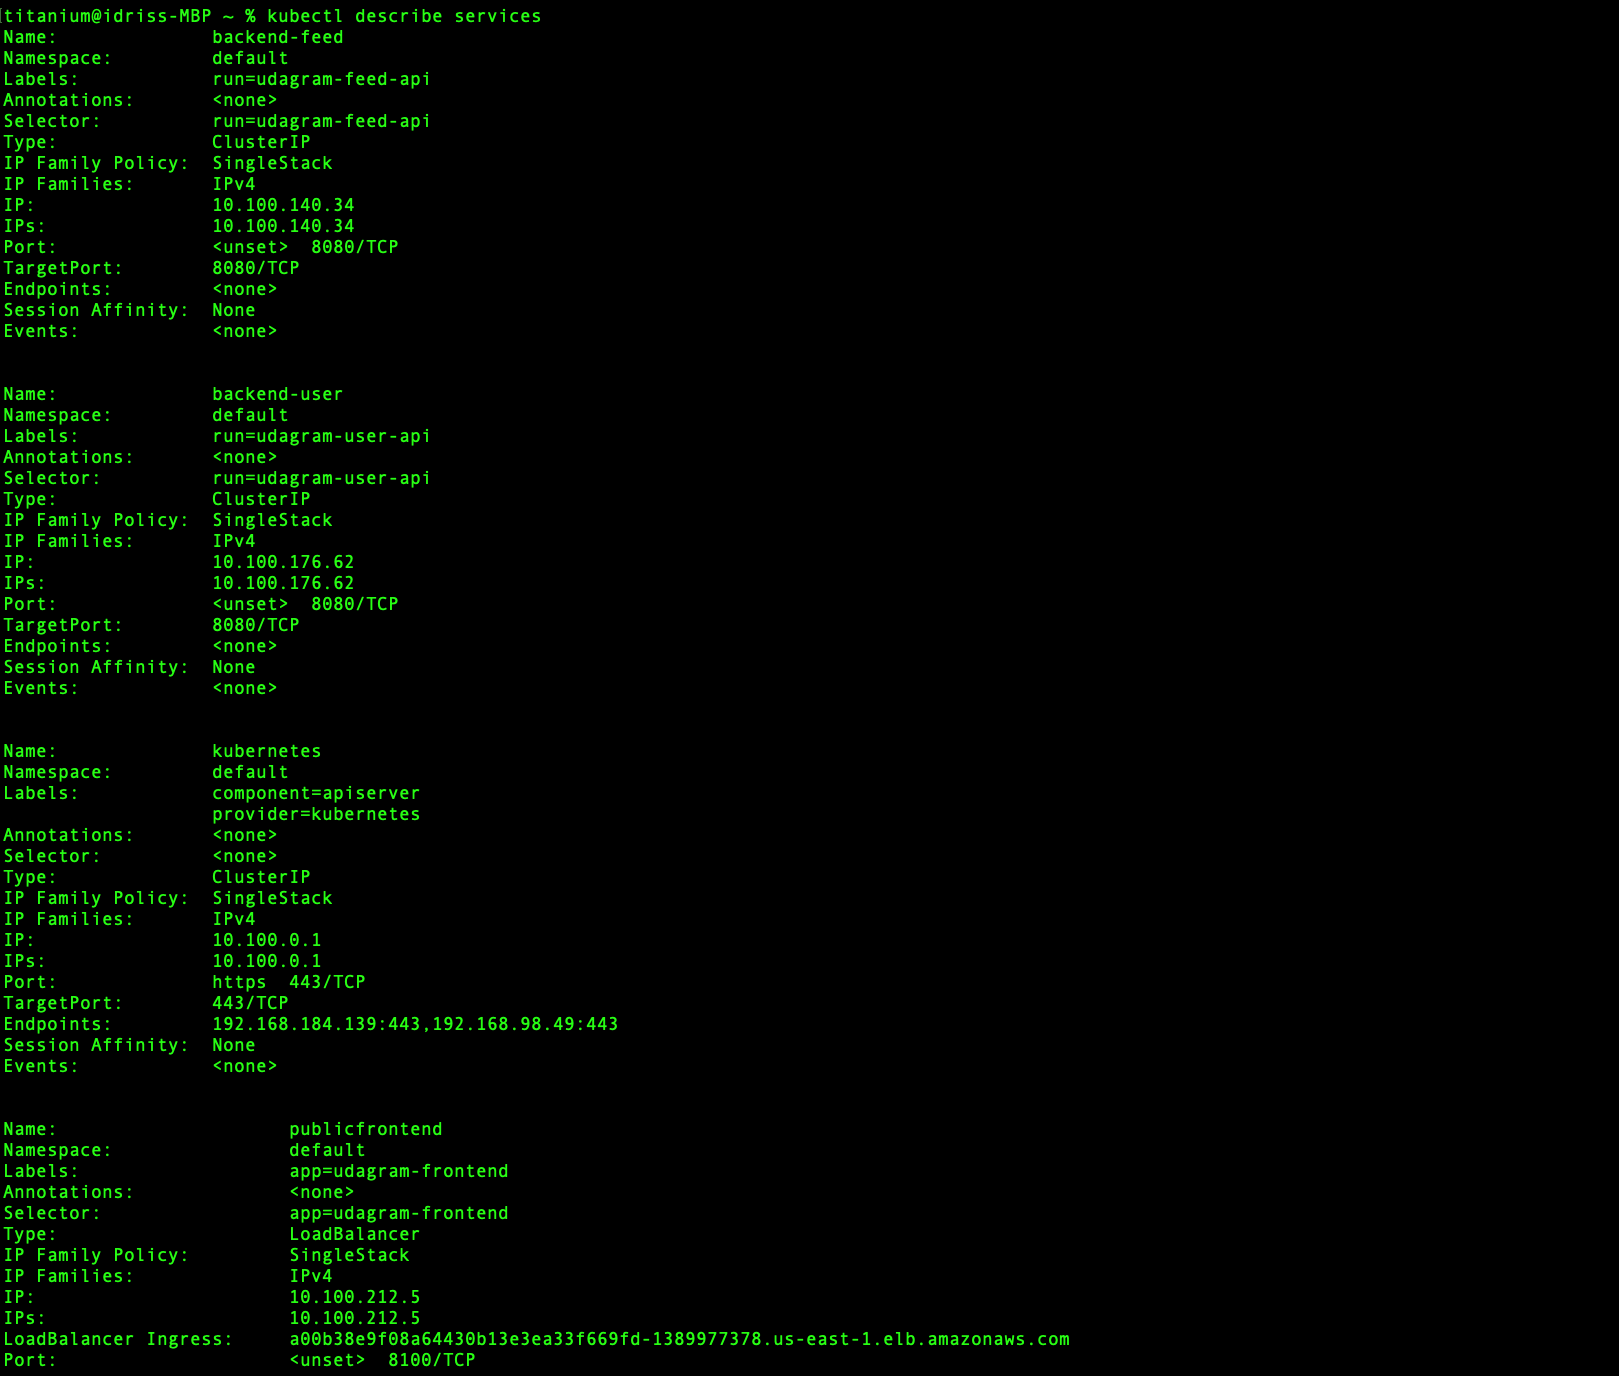 titanium@idriss-MBP ~ % kubectl describe services
Name:              backend-feed
Namespace:         default
Labels:            run=udagram-feed-api
Annotations:       <none>
Selector:          run=udagram-feed-api
Type:              ClusterIP
IP Family Policy:  SingleStack
IP Families:       IPv4
IP:                10.100.140.34
IPs:               10.100.140.34
Port:              <unset>  8080/TCP
TargetPort:        8080/TCP
Endpoints:         <none>
Session Affinity:  None
Events:            <none>
Name:              backend-user
Namespace:         default
Labels:            run=udagram-user-api
Annotations:       <none>
Selector:          run=udagram-user-api
Type:              ClusterIP
IP Family Policy:  SingleStack
IP Families:       IPv4
IP:                10.100.176.62
IPs:               10.100.176.62
Port:              <unset>  8080/TCP
TargetPort:        8080/TCP
Endpoints:         <none>
Session Affinity:  None
Events:            <none>
Name:              kubernetes
Namespace:         default
Labels:            component=apiserver
                   provider=kubernetes
Annotations:       <none>
Selector:          <none>
Type:              ClusterIP
IP Family Policy:  SingleStack
IP Families:       IPv4
IP:                10.100.0.1
IPs:               10.100.0.1
Port:              https  443/TCP
TargetPort:        443/TCP
Endpoints:         192.168.184.139:443,192.168.98.49:443
Session Affinity:  None
Events:            <none>
Name:                     publicfrontend
Namespace:                default
Labels:                   app=udagram-frontend
Annotations:              <none>
Selector:                 app=udagram-frontend
Type:                     LoadBalancer
IP Family Policy:         SingleStack
IP Families:              IPv4
IP:                       10.100.212.5
IPs:                      10.100.212.5
LoadBalancer Ingress:     a00b38e9f08a64430b13e3ea33f669fd-1389977378.us-east-1.elb.amazonaws.com
Port:                     <unset>  8100/TCP